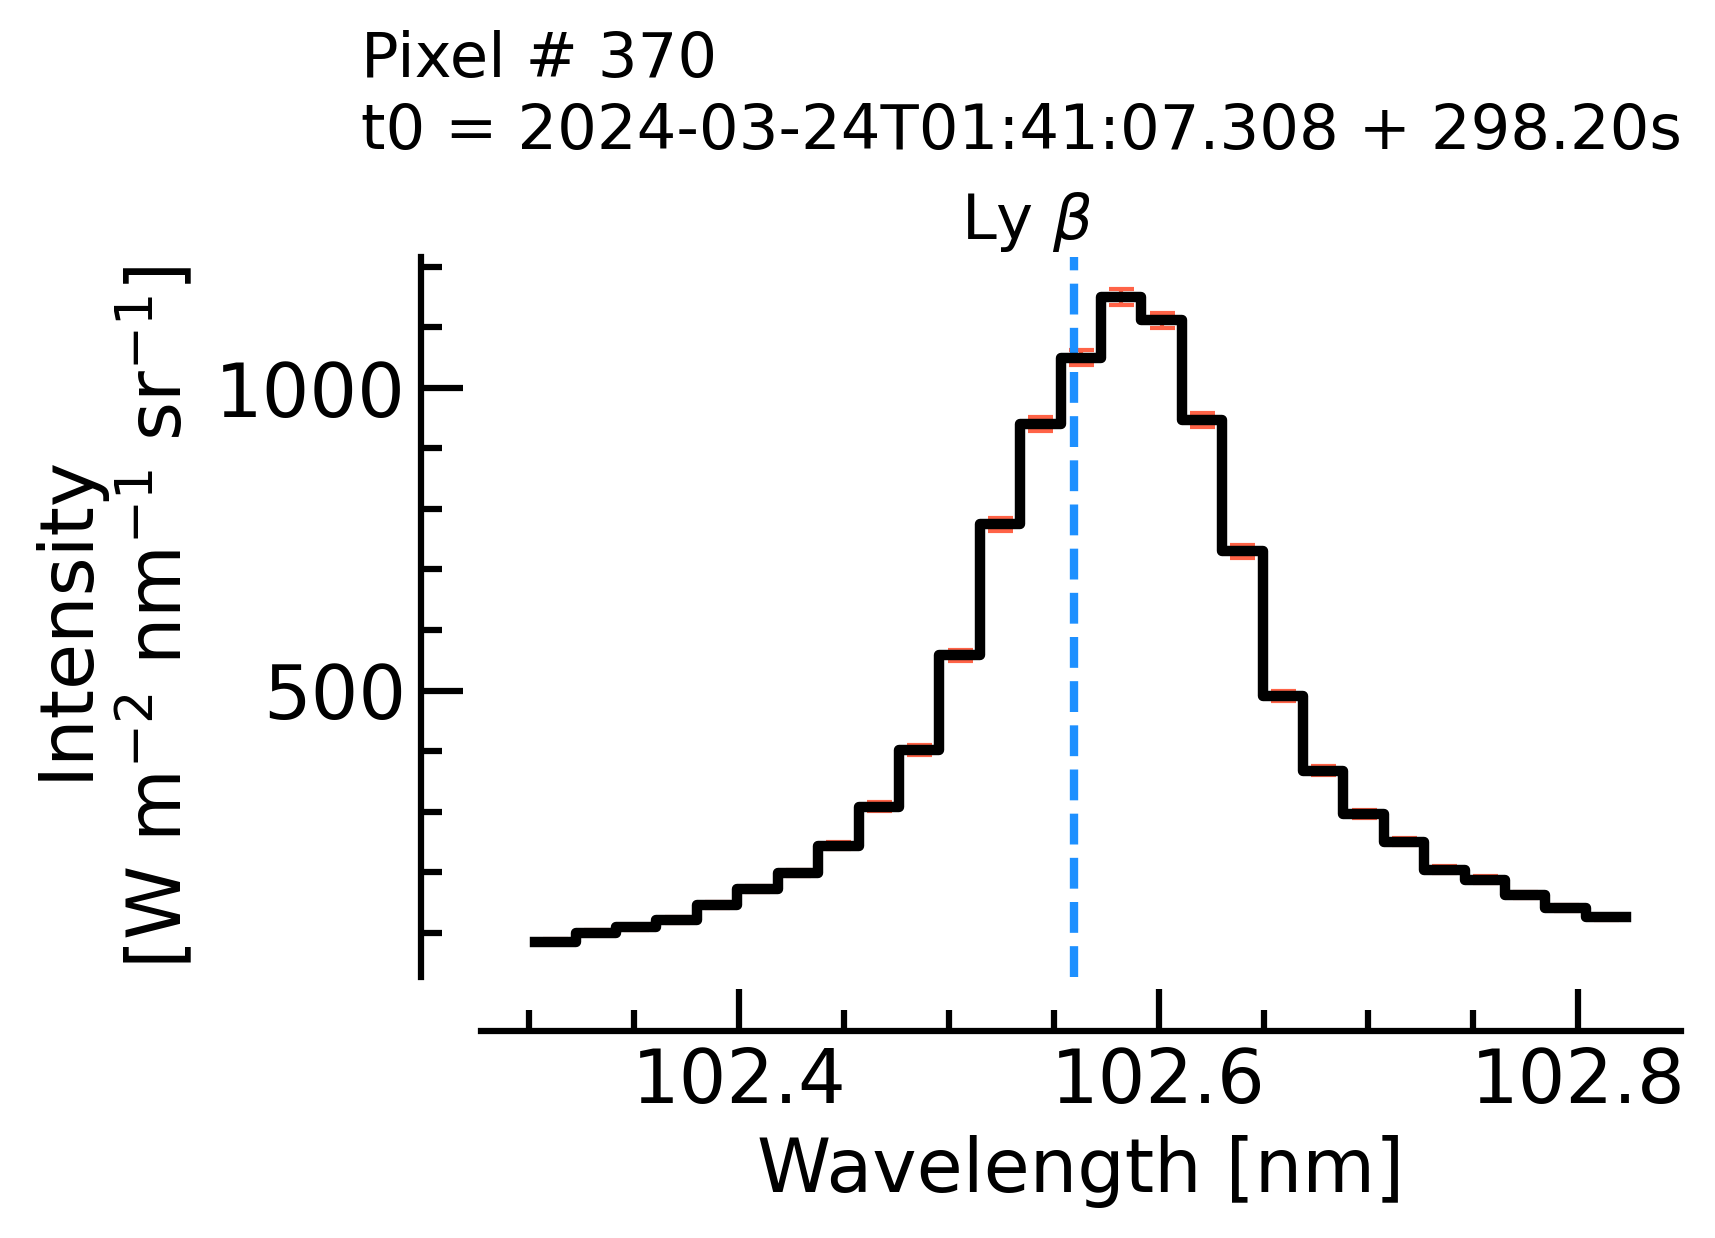 Pixel # 370
t0 = 2024-03-24T01:41:07.308 + 298.20s
Ly β
Intensity
[W m⁻² nm⁻¹ sr⁻¹]
1000
500
102.4 102.6 102.8
Wavelength [nm]